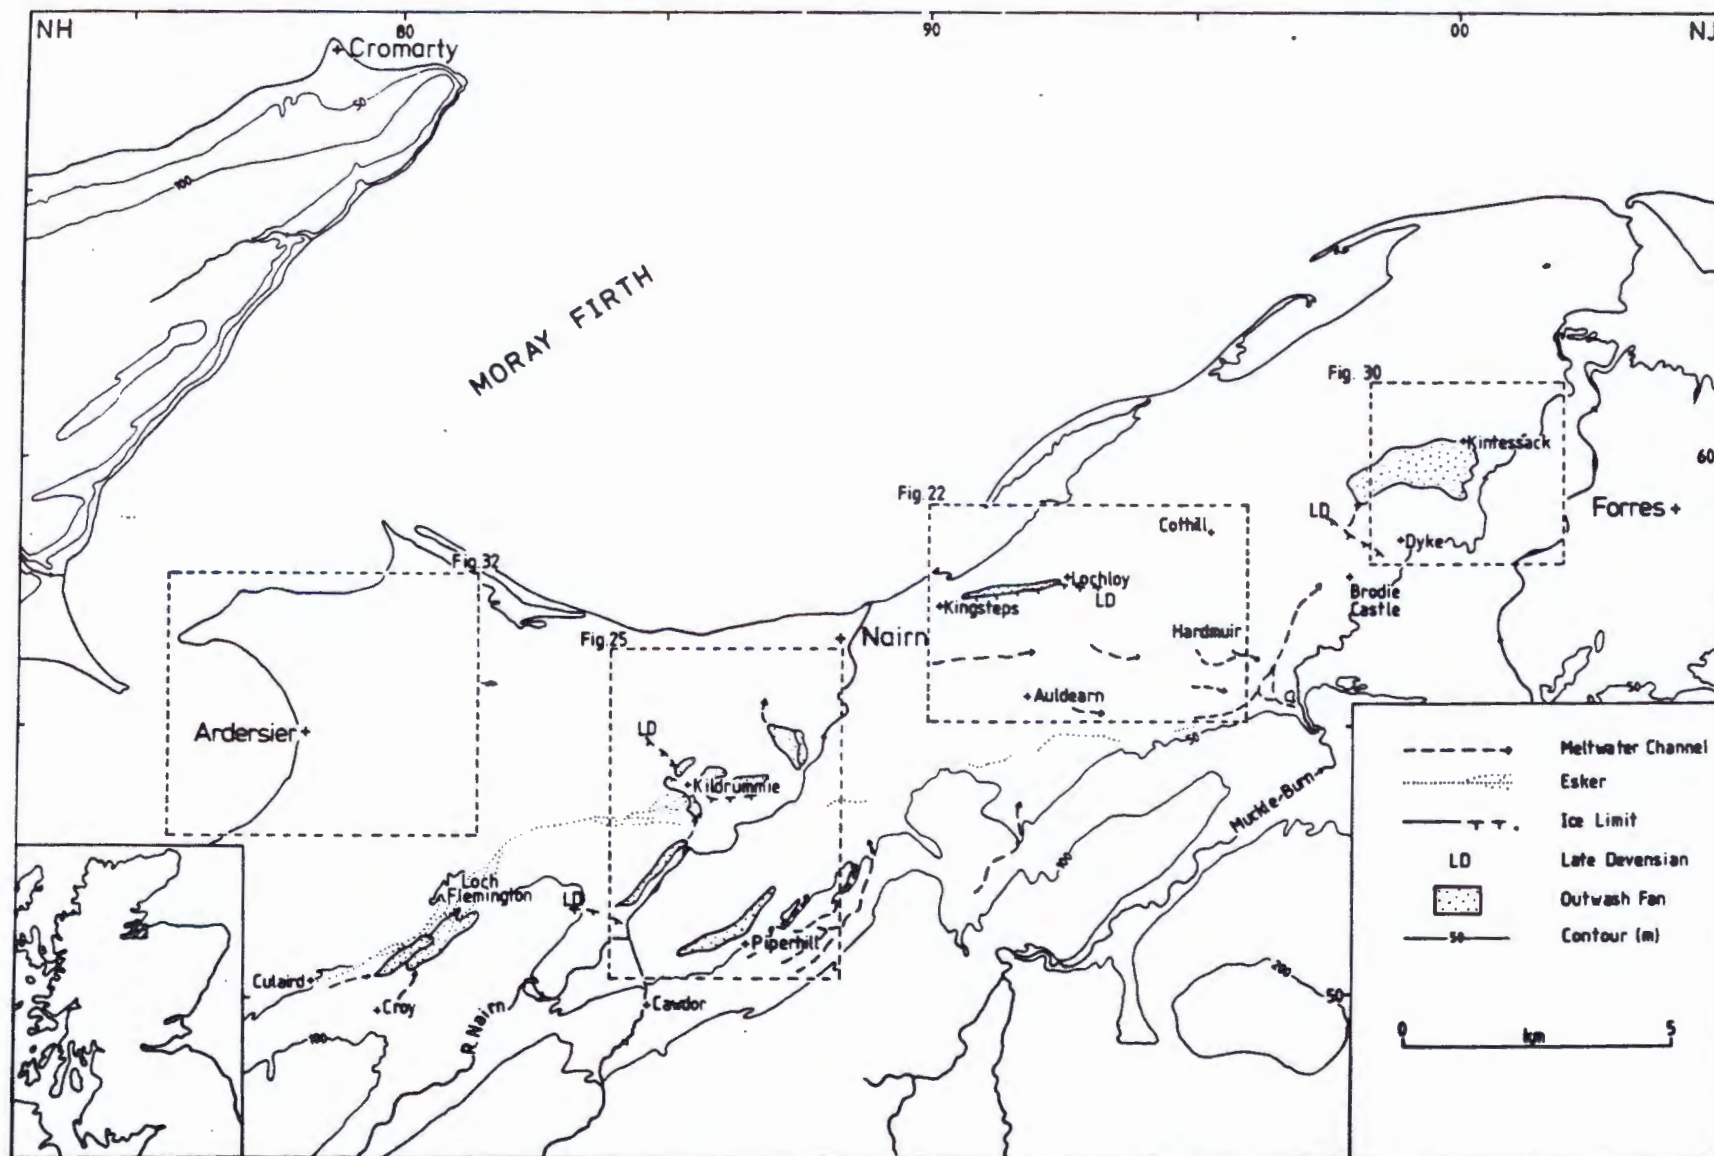 NH
80
90
00
NJ
Cromarty
50
100
MORAY FIRTH
Fig. 30
Kintessack
60
Fig. 22
LD
Forres
Cothill
Dyke
Fig. 32
Lochloy
LD
Kingsteps
Brodie
Castle
Fig. 25
Nairn
Hardmuir
Auldearn
50
Ardersier
LD
50
Kildrummie
Muckle-Burn
100
Loch
Flemington
LD
Piperhill
Culaird
Croy
Cawdor
R. Nairn
100
200
50
Meltwater Channel
Esker
Ice Limit
LD
Late Devensian
Outwash Fan
50
Contour (m)
0
km
5